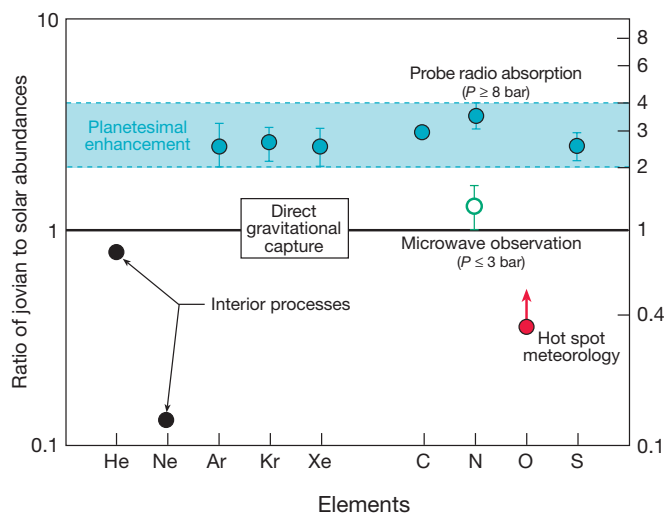 Ratio of jovian to solar abundances
10
1
0.1
8
6
4
3
2
1
0.4
0.2
0.1
Probe radio absorption
(P ≥ 8 bar)
Planetesimal
enhancement
Direct
gravitational
capture
Microwave observation
(P ≤ 3 bar)
Interior processes
Hot spot
meteorology
He Ne Ar Kr Xe C N O S
Elements